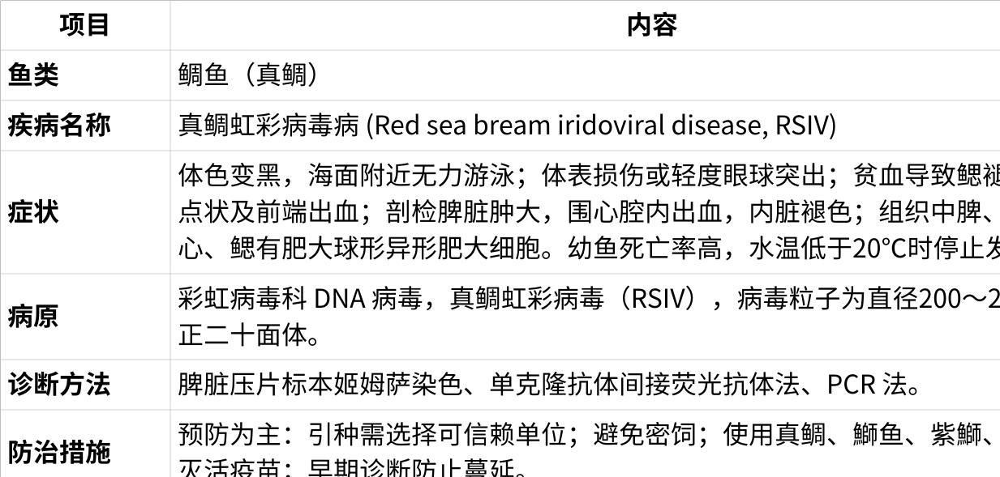 项目 内容
鱼类 鲷鱼（真鲷）
疾病名称 真鲷虹彩病毒病 (Red sea bream iridoviral disease, RSIV)
症状 体色变黑，海面附近无力游泳；体表损伤或轻度眼球突出；贫血导致鳃褪
点状及前端出血；剖检脾脏肿大，围心腔内出血，内脏褪色；组织中脾、
心、鳃有肥大球形异形肥大细胞。幼鱼死亡率高，水温低于20℃时停止发
病原 彩虹病毒科 DNA 病毒，真鲷虹彩病毒（RSIV），病毒粒子为直径200～2
正二十面体。
诊断方法 脾脏压片标本姬姆萨染色、单克隆抗体间接荧光抗体法、PCR 法。
防治措施 预防为主：引种需选择可信赖单位；避免密饲；使用真鲷、鰤鱼、紫鰤、
灭活疫苗；早期诊断防止蔓延。